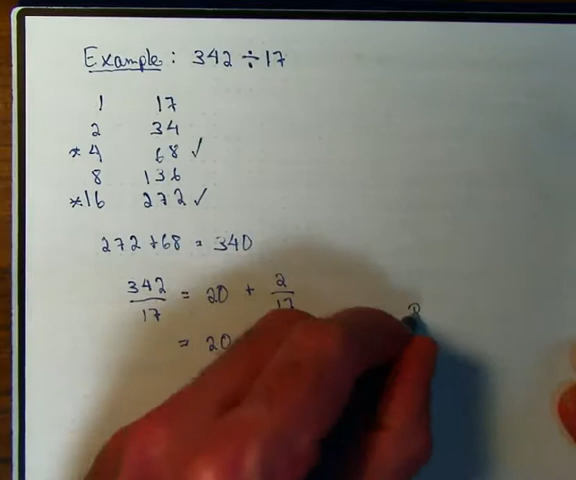 Example: 342 ÷ 17
1 17
2 34
*4 68 ✓
8 136
*16 272 ✓
272 + 68 = 340
342/17 = 20 + 2/17
= 20